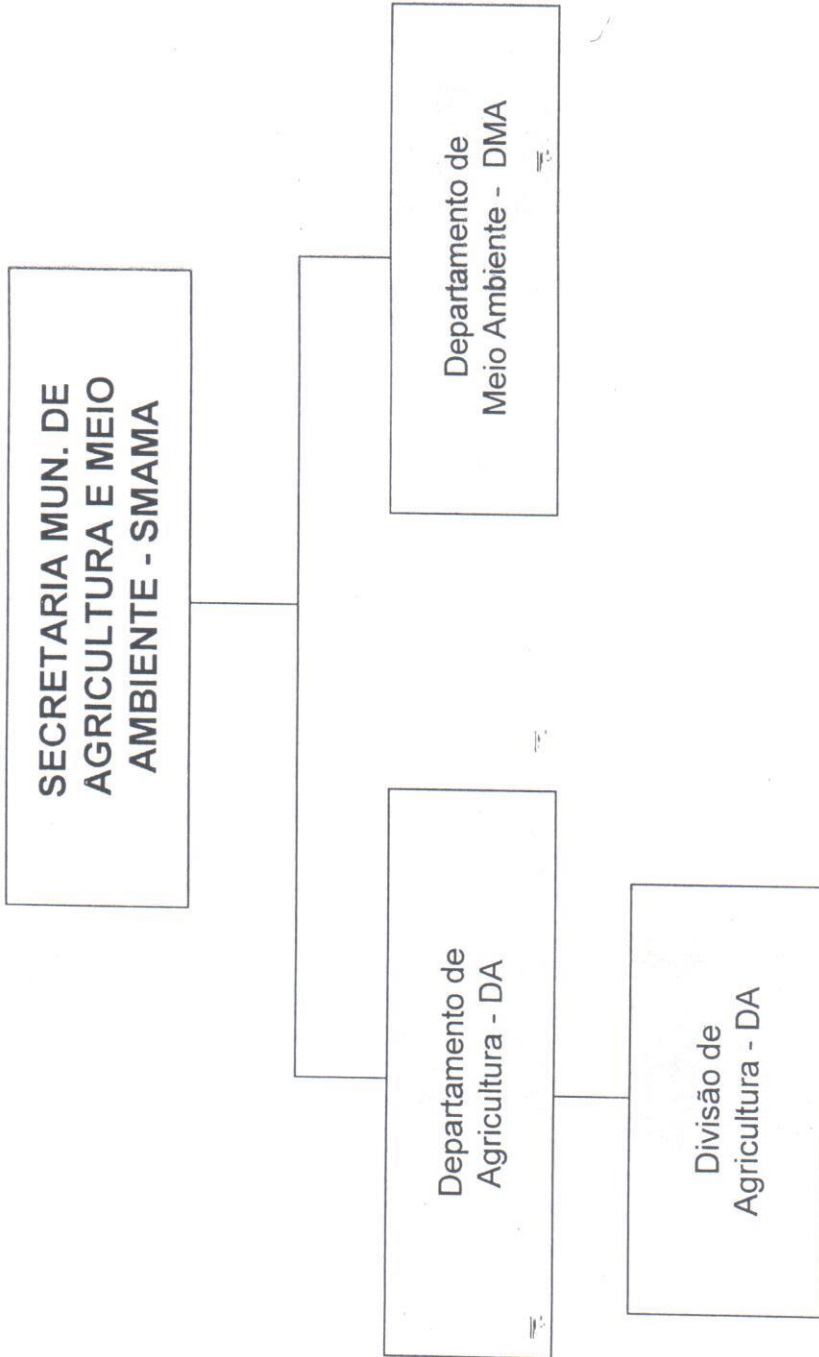 SECRETARIA MUN. DE
AGRICULTURA E MEIO
AMBIENTE - SMAMA
Departamento de
Agricultura - DA
Departamento de
Meio Ambiente - DMA
Divisão de
Agricultura - DA